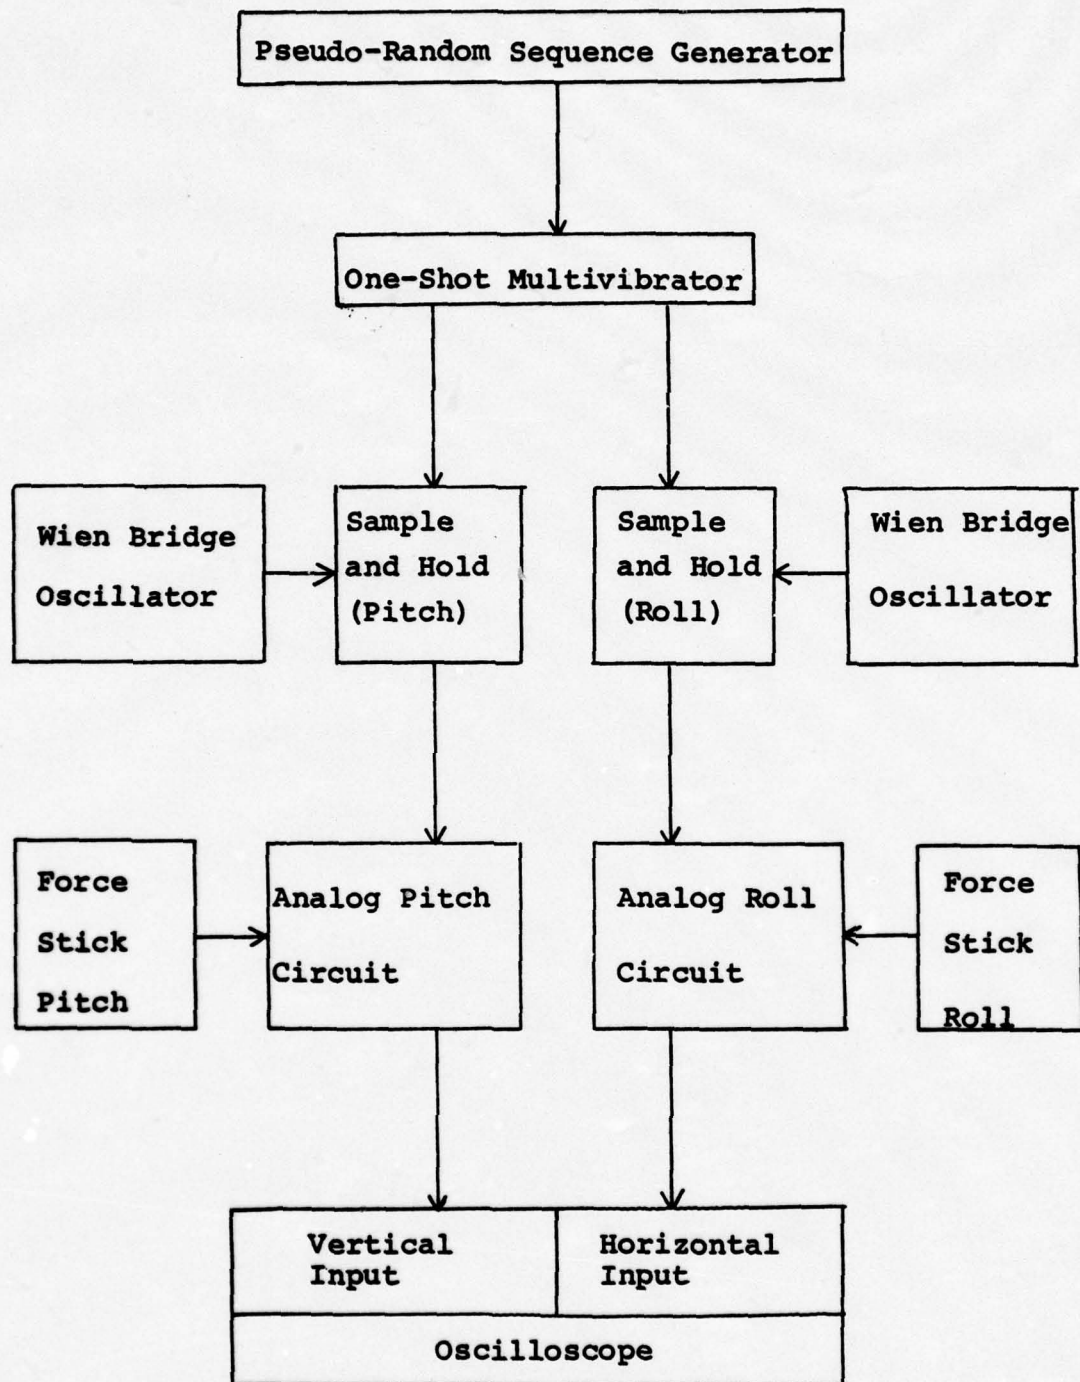 Pseudo-Random Sequence Generator
One-Shot Multivibrator
Wien Bridge
Oscillator
Sample
and Hold
(Pitch)
Sample
and Hold
(Roll)
Wien Bridge
Oscillator
Force
Stick
Pitch
Analog Pitch
Circuit
Analog Roll
Circuit
Force
Stick
Roll
Vertical
Input
Horizontal
Input
Oscilloscope